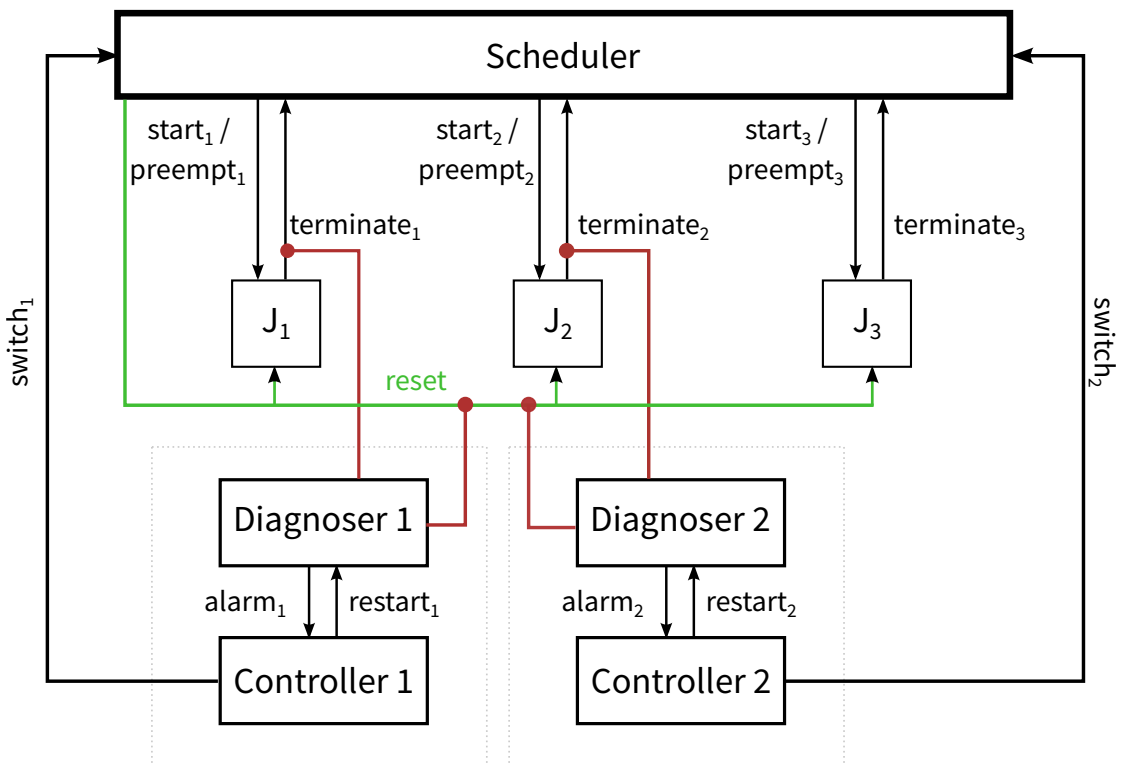 Scheduler
start₁ /
preempt₁
start₂ /
preempt₂
start₃ /
preempt₃
terminate₁
terminate₂
terminate₃
switch₁
switch₂
J₁
J₂
J₃
reset
Diagnoser 1
Diagnoser 2
alarm₁
restart₁
alarm₂
restart₂
Controller 1
Controller 2